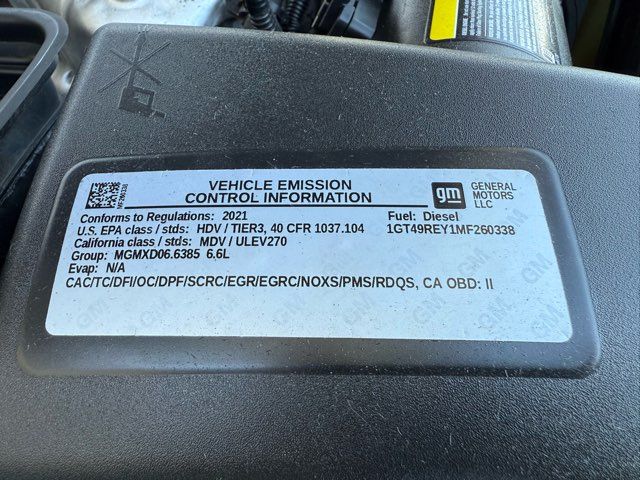 VEHICLE EMISSION
CONTROL INFORMATION
gm
GENERAL
MOTORS
LLC
MF260338
Conforms to Regulations: 2021
Fuel: Diesel
U.S. EPA class / stds: HDV / TIER3, 40 CFR 1037.104
1GT49REY1MF260338
California class / stds: MDV / ULEV270
Group: MGMXD06.6385 6.6L
Evap: N/A
CAC/TC/DFI/OC/DPF/SCRC/EGR/EGRC/NOXS/PMS/RDQS, CA OBD: II